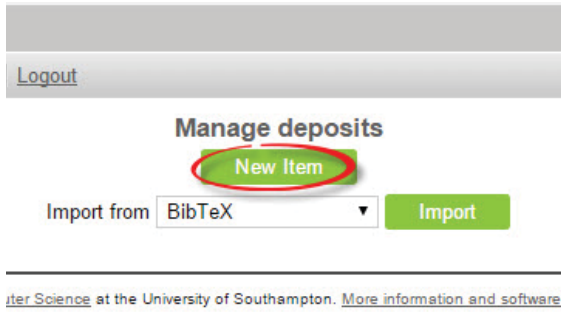 Logout
Manage deposits
New Item
Import from BibTeX Import
Science at the University of Southampton. More information and software